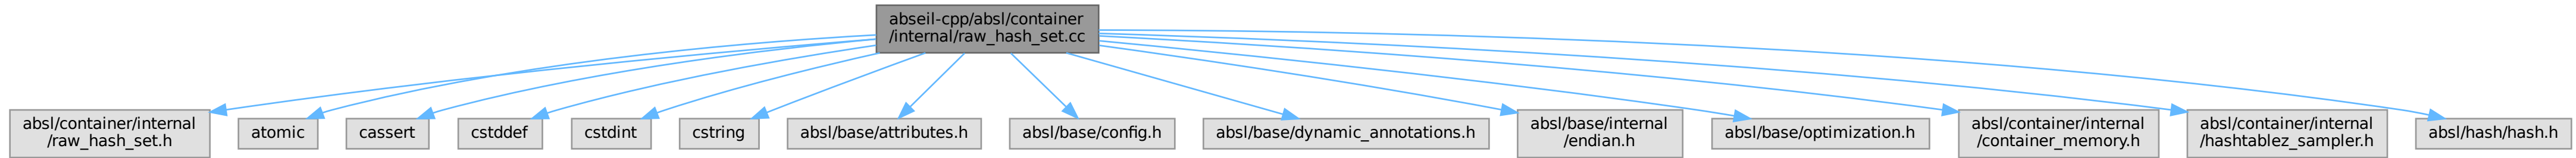 abseil-cpp/absl/container
/internal/raw_hash_set.cc
absl/container/internal
/raw_hash_set.h
atomic
cassert
cstddef
cstdint
cstring
absl/base/attributes.h
absl/base/config.h
absl/base/dynamic_annotations.h
absl/base/internal
/endian.h
absl/base/optimization.h
absl/container/internal
/container_memory.h
absl/container/internal
/hashtablez_sampler.h
absl/hash/hash.h